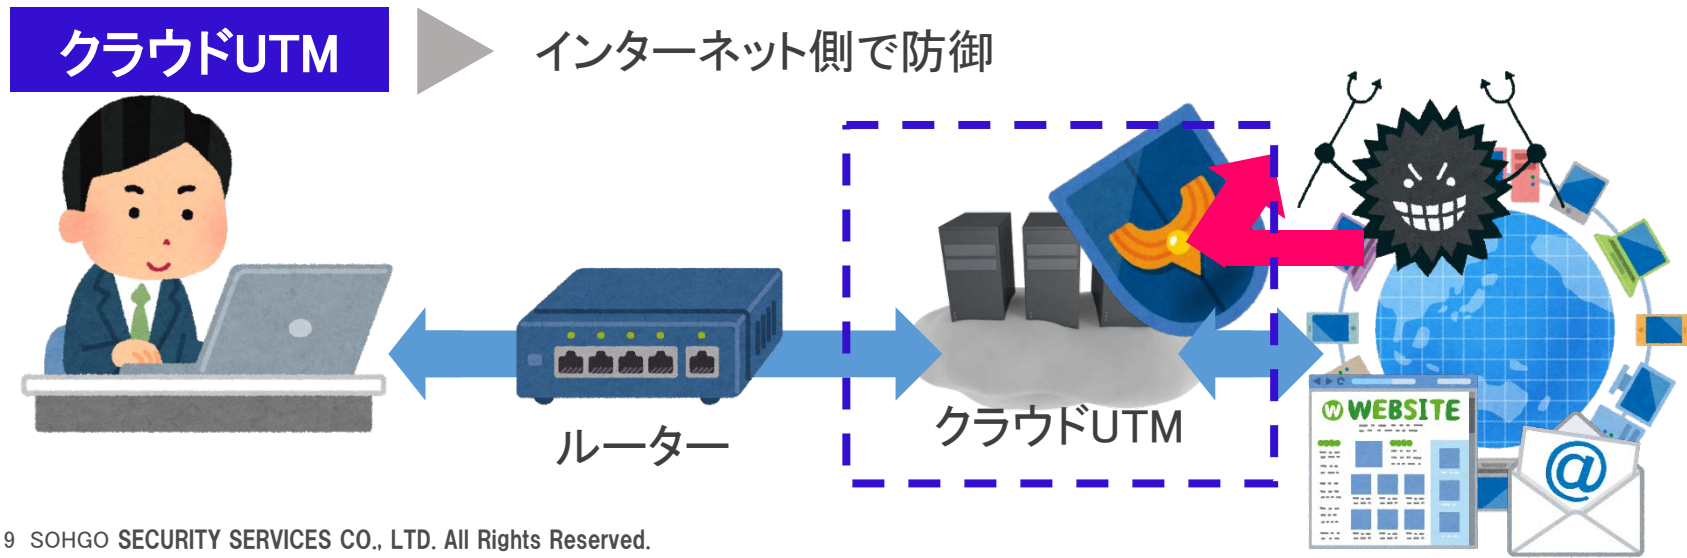 クラウドUTM
インターネット側で防御
クラウドUTM
ルーター
W WEBSITE
@
9 SOHGO SECURITY SERVICES CO., LTD. All Rights Reserved.